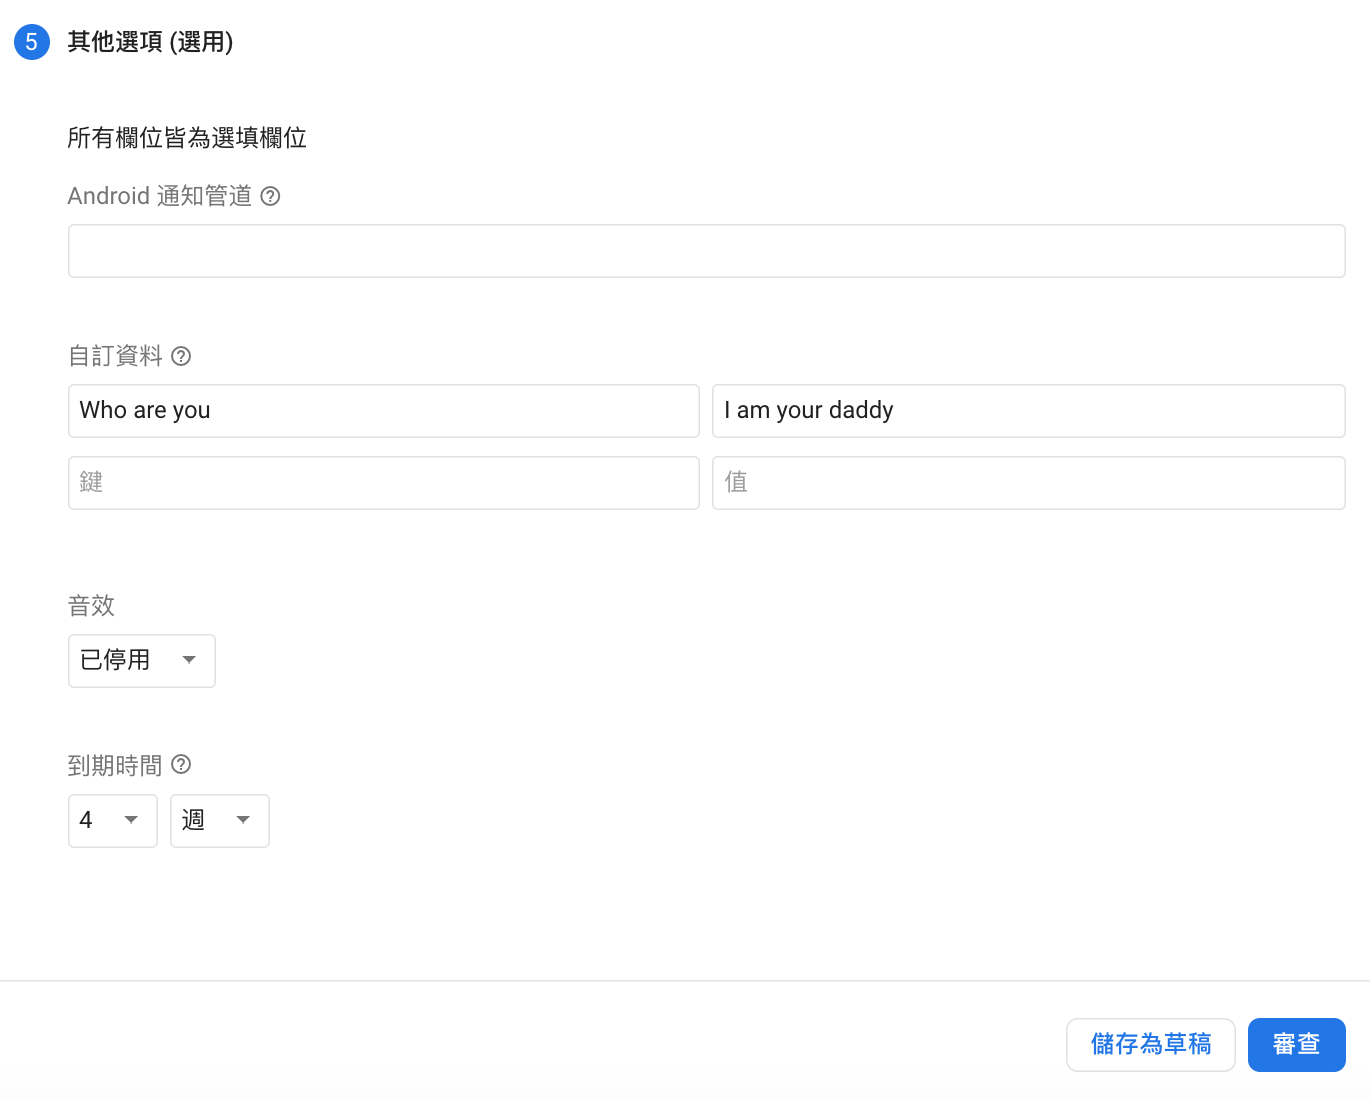 5 其他選項 (選用)
所有欄位皆為選填欄位
Android 通知管道 ?
自訂資料 ?
Who are you I am your daddy
鍵 值
音效
已停用
到期時間 ?
4 週
儲存為草稿 審查